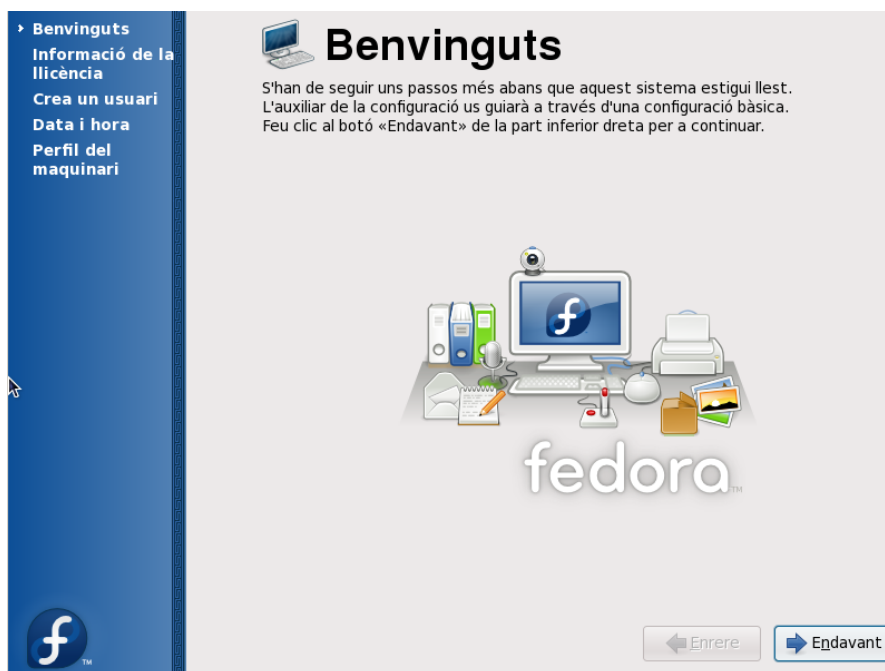 Benvinguts
Informació de la
llicència
Crea un usuari
Data i hora
Perfil del
maquinari
Benvinguts
S'han de seguir uns passos més abans que aquest sistema estigui llest.
L'auxiliar de la configuració us guiarà a través d'una configuració bàsica.
Feu clic al botó «Endavant» de la part inferior dreta per a continuar.
fedora™
™
Enrere
Endavant